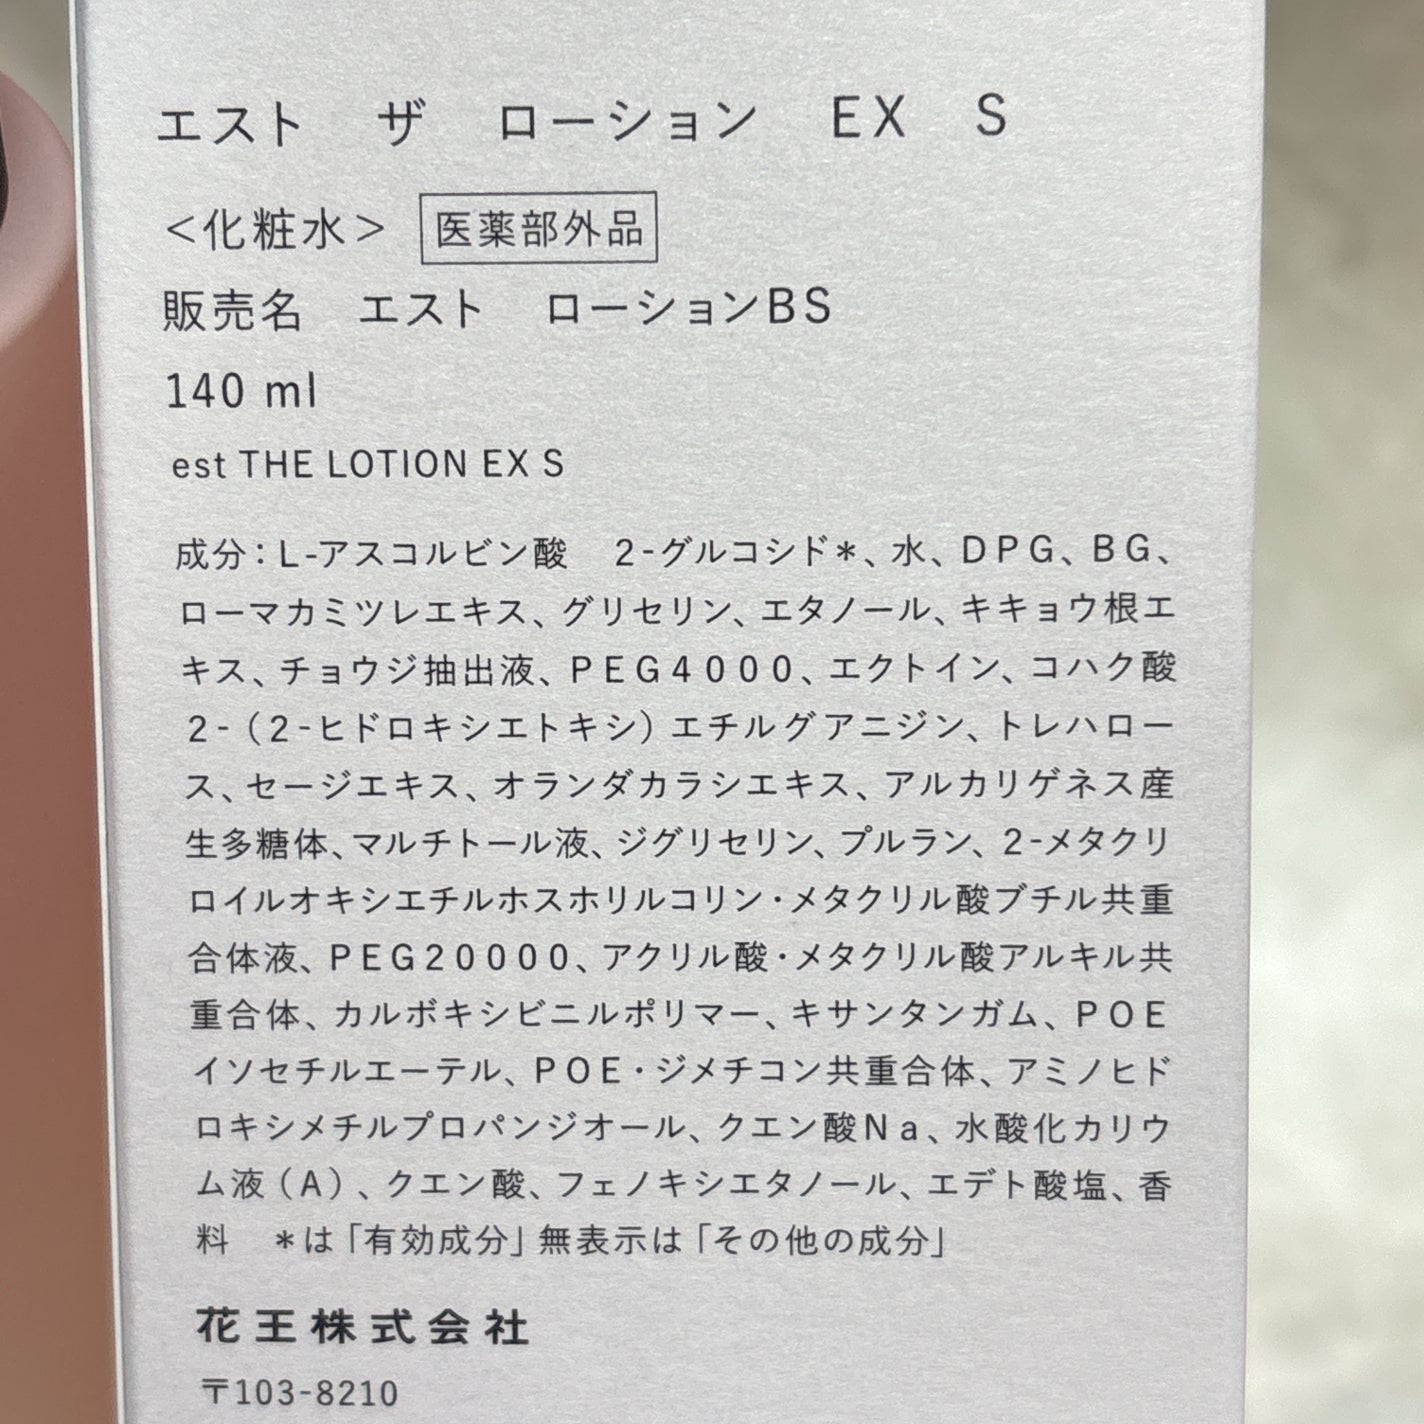 エスト　ザ　ローション　EX　S
＜化粧水＞ 医薬部外品
販売名　エスト　ローションBS
140 ml
est THE LOTION EX S
成分：L-アスコルビン酸　2-グルコシド＊、水、DPG、BG、
ローマカミツレエキス、グリセリン、エタノール、キキョウ根エ
キス、チョウジ抽出液、PEG4000、エクトイン、コハク酸
2-（2-ヒドロキシエトキシ）エチルグアニジン、トレハロー
ス、セージエキス、オランダカラシエキス、アルカリゲネス産
生多糖体、マルチトール液、ジグリセリン、プルラン、2-メタクリ
ロイルオキシエチルホスホリルコリン・メタクリル酸ブチル共重
合体液、PEG20000、アクリル酸・メタクリル酸アルキル共
重合体、カルボキシビニルポリマー、キサンタンガム、POE
イソセチルエーテル、POE・ジメチコン共重合体、アミノヒド
ロキシメチルプロパンジオール、クエン酸Na、水酸化カリウ
ム液（A）、クエン酸、フェノキシエタノール、エデト酸塩、香
料　＊は「有効成分」無表示は「その他の成分」
花王株式会社
〒103-8210